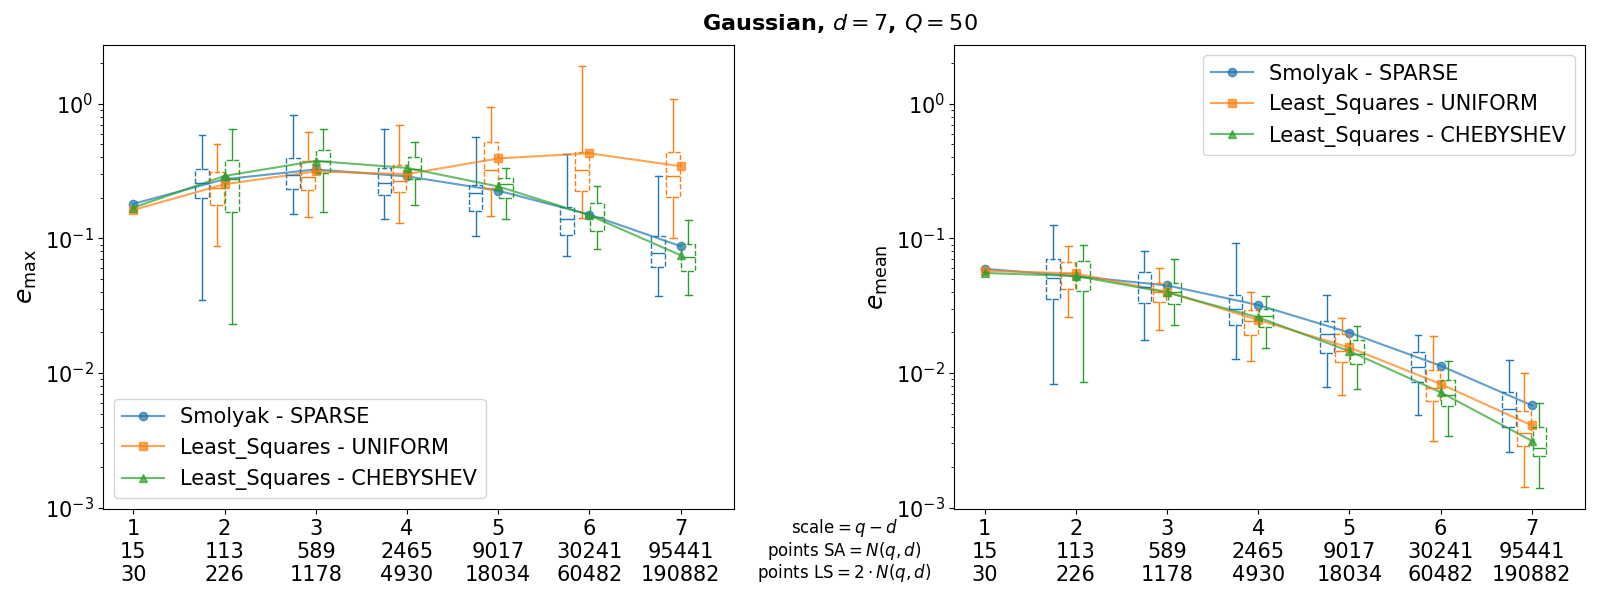 Gaussian, d = 7, Q = 50
e_max
10^0
10^-1
10^-2
10^-3
Smolyak - SPARSE
Least_Squares - UNIFORM
Least_Squares - CHEBYSHEV
1 2 3 4 5 6 7
15 113 589 2465 9017 30241 95441
30 226 1178 4930 18034 60482 190882
scale = q − d
points SA = N(q, d)
points LS = 2 · N(q, d)
e_mean
10^0
10^-1
10^-2
10^-3
Smolyak - SPARSE
Least_Squares - UNIFORM
Least_Squares - CHEBYSHEV
1 2 3 4 5 6 7
15 113 589 2465 9017 30241 95441
30 226 1178 4930 18034 60482 190882